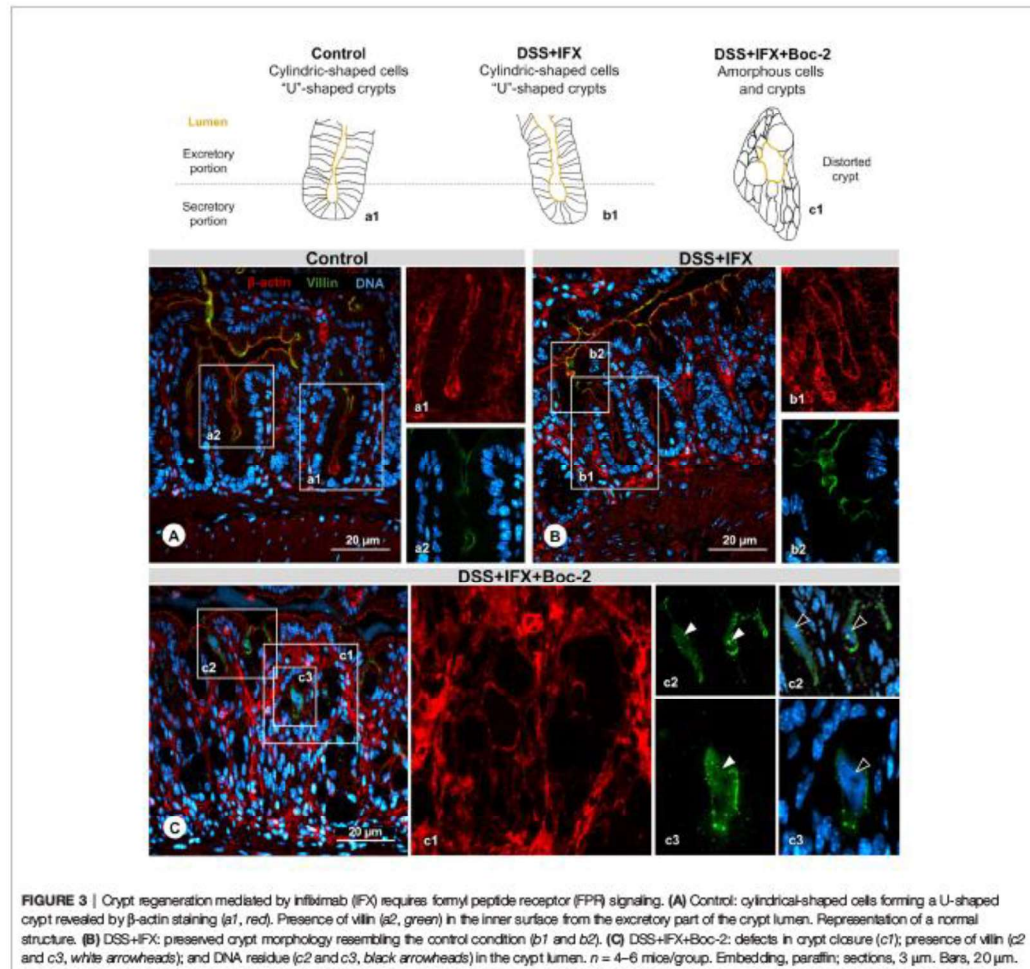 Control
Cylindric-shaped cells
"U"-shaped crypts
DSS+IFX
Cylindric-shaped cells
"U"-shaped crypts
DSS+IFX+Boc-2
Amorphous cells
and crypts
Lumen
Excretory
portion
Secretory
portion
a1
b1
c1
Distorted
crypt
Control
DSS+IFX
β-actin Villin DNA
a2
a1
A
20 µm
a1
a2
b2
b1
B
20 µm
b1
b2
DSS+IFX+Boc-2
c2
c1
c3
C
20 µm
c1
c2
c2
c3
c3
FIGURE 3 | Crypt regeneration mediated by infliximab (IFX) requires formyl peptide receptor (FPR) signaling. (A) Control: cylindrical-shaped cells forming a U-shaped
crypt revealed by β-actin staining (a1, red). Presence of villin (a2, green) in the inner surface from the excretory part of the crypt lumen. Representation of a normal
structure. (B) DSS+IFX: preserved crypt morphology resembling the control condition (b1 and b2). (C) DSS+IFX+Boc-2: defects in crypt closure (c1); presence of villin (c2
and c3, white arrowheads); and DNA residue (c2 and c3, black arrowheads) in the crypt lumen. n = 4–6 mice/group. Embedding, paraffin; sections, 3 µm. Bars, 20 µm.